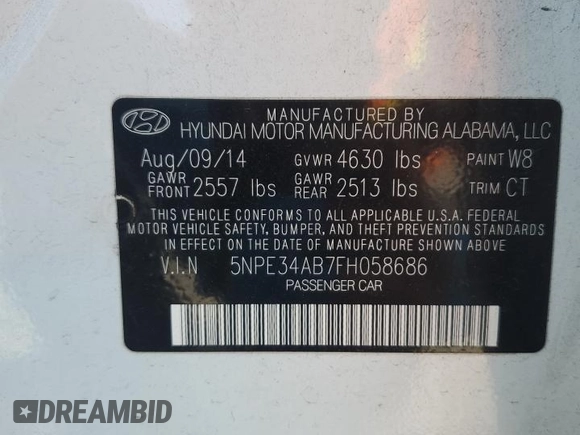 MANUFACTURED BY
HYUNDAI MOTOR MANUFACTURING ALABAMA, LLC
Aug/09/14 GVWR 4630 lbs PAINT W8
GAWR FRONT 2557 lbs GAWR REAR 2513 lbs TRIM CT
THIS VEHICLE CONFORMS TO ALL APPLICABLE U.S.A. FEDERAL
MOTOR VEHICLE SAFETY, BUMPER, AND THEFT PREVENTION
STANDARDS IN EFFECT ON THE DATE OF MANUFACTURE SHOWN ABOVE.
V.I.N 5NPE34AB7FH058686
PASSENGER CAR
DREAMBID